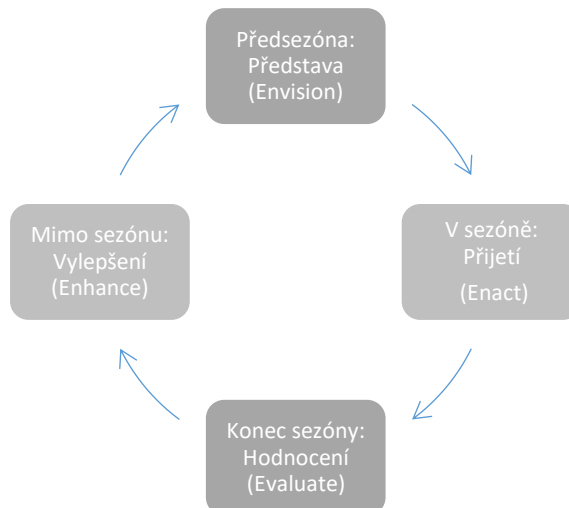 Předsezóna:
Představa
(Envision)
V sezóně:
Přijetí
(Enact)
Konec sezóny:
Hodnocení
(Evaluate)
Mimo sezónu:
Vylepšení
(Enhance)